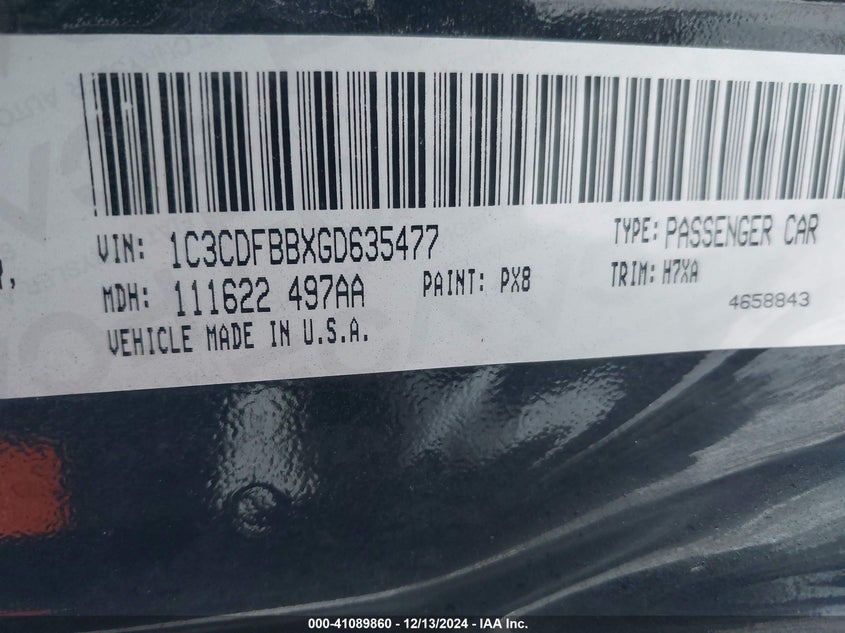 VIN: 1C3CDFBBXGD635477 TYPE: PASSENGER CAR
MDH: 111622 497AA PAINT: PX8 TRIM: H7XA
4658843
VEHICLE MADE IN U.S.A.
000-41089860 - 12/13/2024 - IAA Inc.